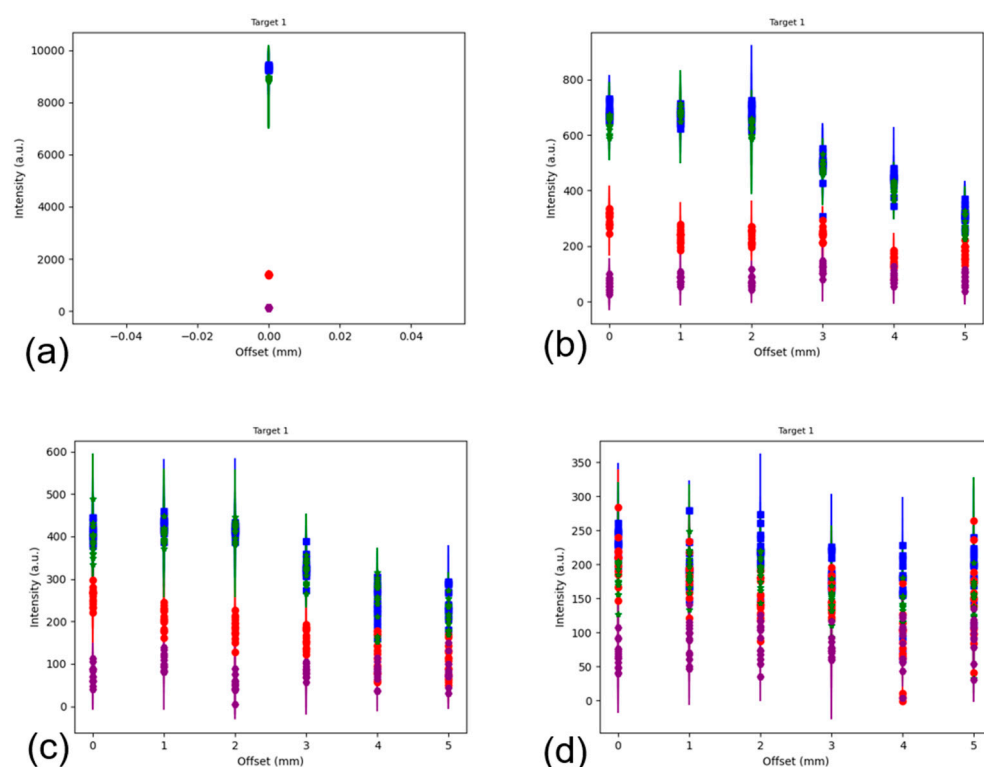 Target 1
10000
8000
6000
4000
2000
0
Intensity (a.u.)
−0.04 −0.02 0.00 0.02 0.04
Offset (mm)
(a)
Target 1
800
600
400
200
0
Intensity (a.u.)
0 1 2 3 4 5
Offset (mm)
(b)
Target 1
600
500
400
300
200
100
0
Intensity (a.u.)
0 1 2 3 4 5
Offset (mm)
(c)
Target 1
350
300
250
200
150
100
50
0
Intensity (a.u.)
0 1 2 3 4 5
Offset (mm)
(d)